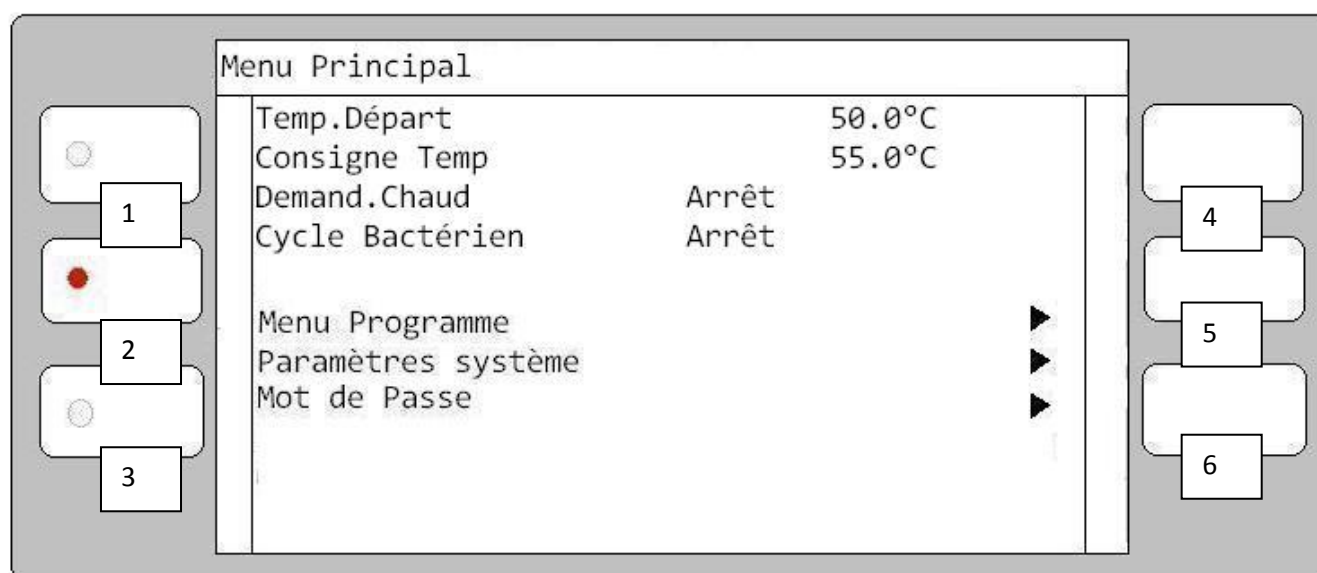 Menu Principal
Temp.Départ 50.0°C
Consigne Temp 55.0°C
Demand.Chaud Arrêt
Cycle Bactérien Arrêt
Menu Programme
Paramètres système
Mot de Passe
1
2
3
4
5
6